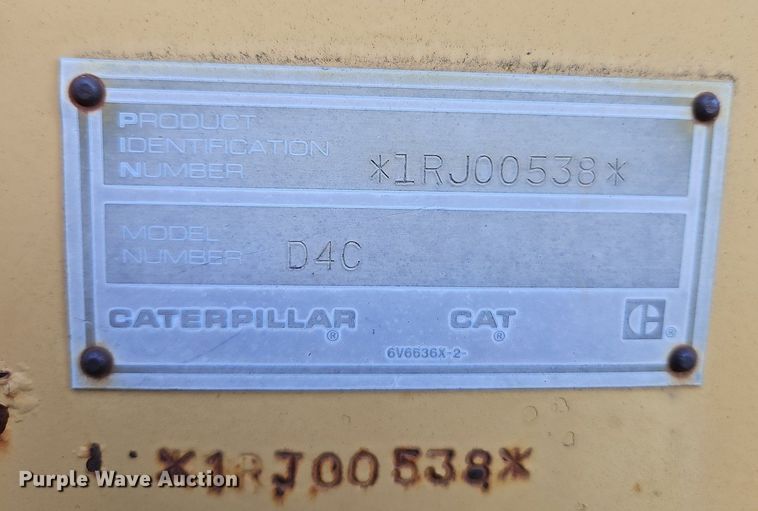 PRODUCT
IDENTIFICATION
NUMBER *1RJ00538*
MODEL
NUMBER D4C
CATERPILLAR® CAT® C®
6V6636X-2-
*1RJ00538*
Purple Wave Auction